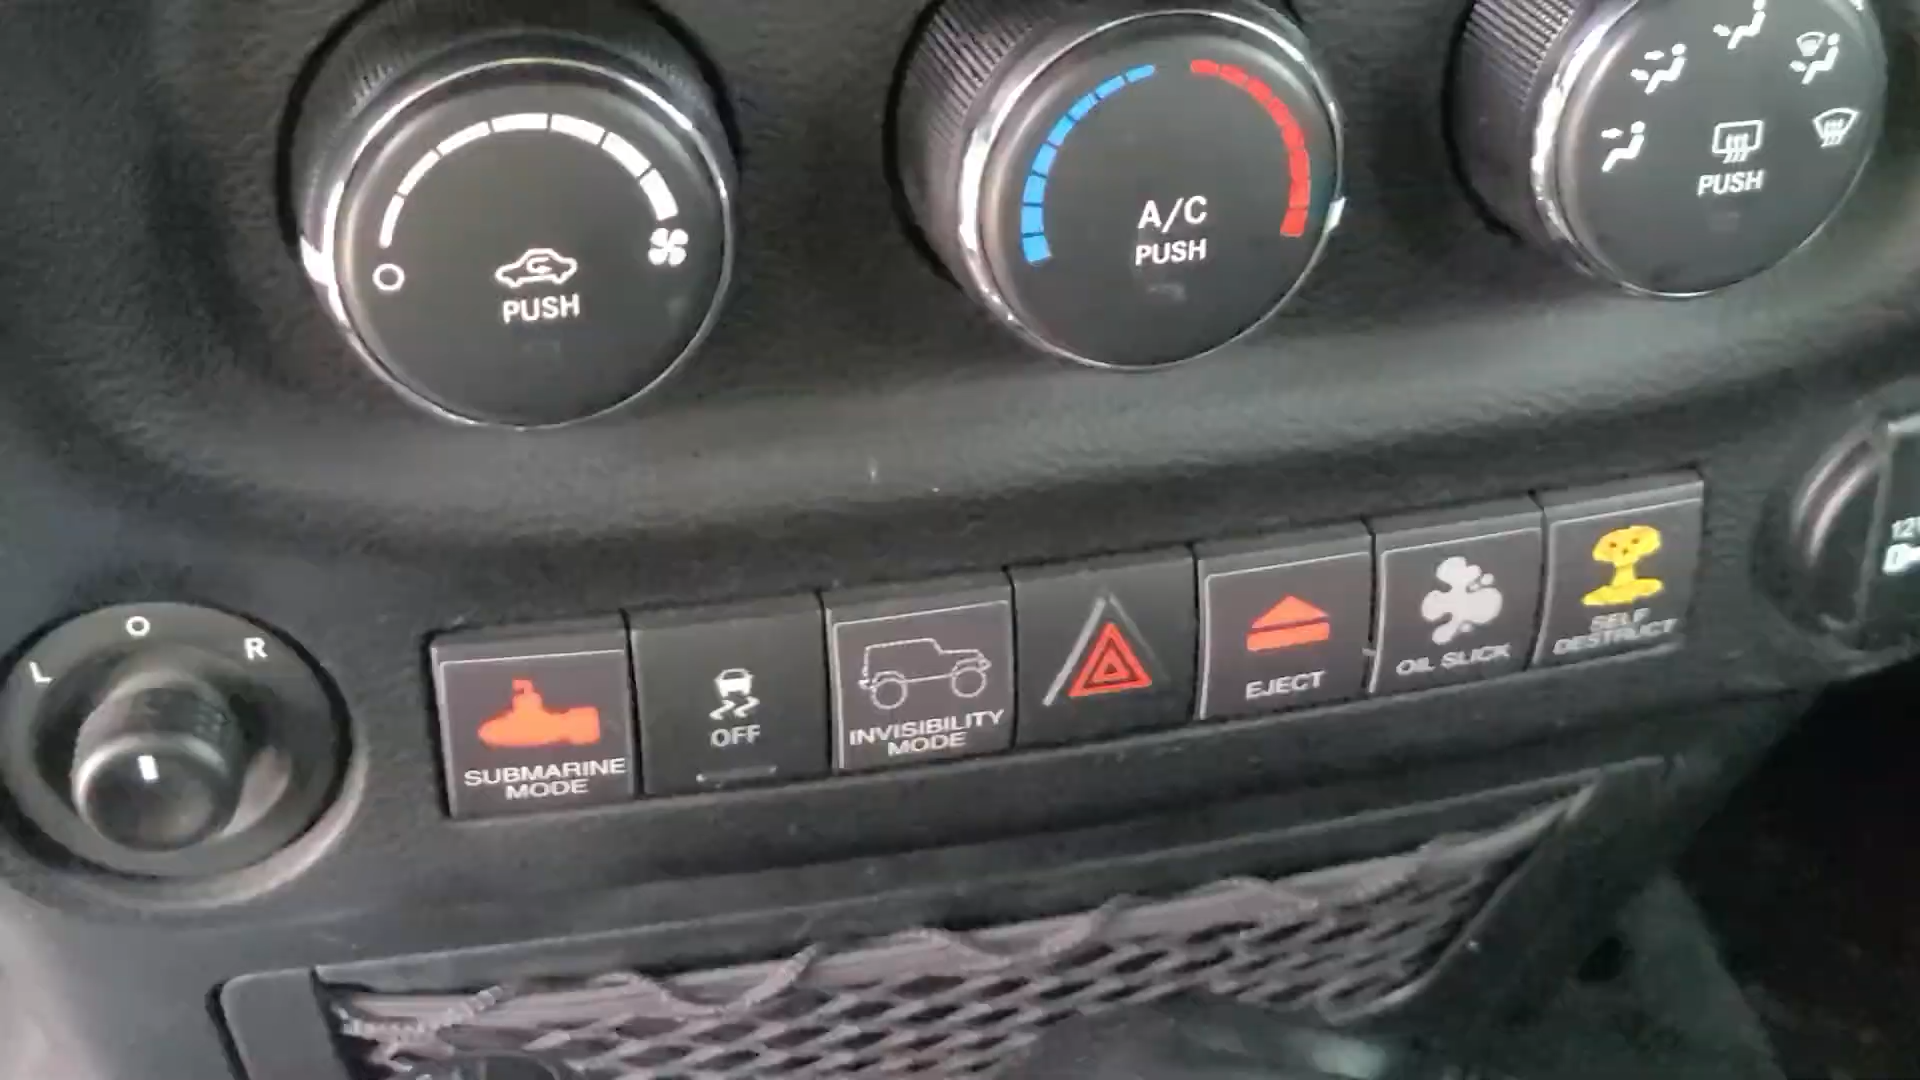 PUSH
A/C
PUSH
PUSH
L O R
SUBMARINE
MODE
OFF
INVISIBILITY
MODE
EJECT
OIL SLICK
SELF
DESTRUCT